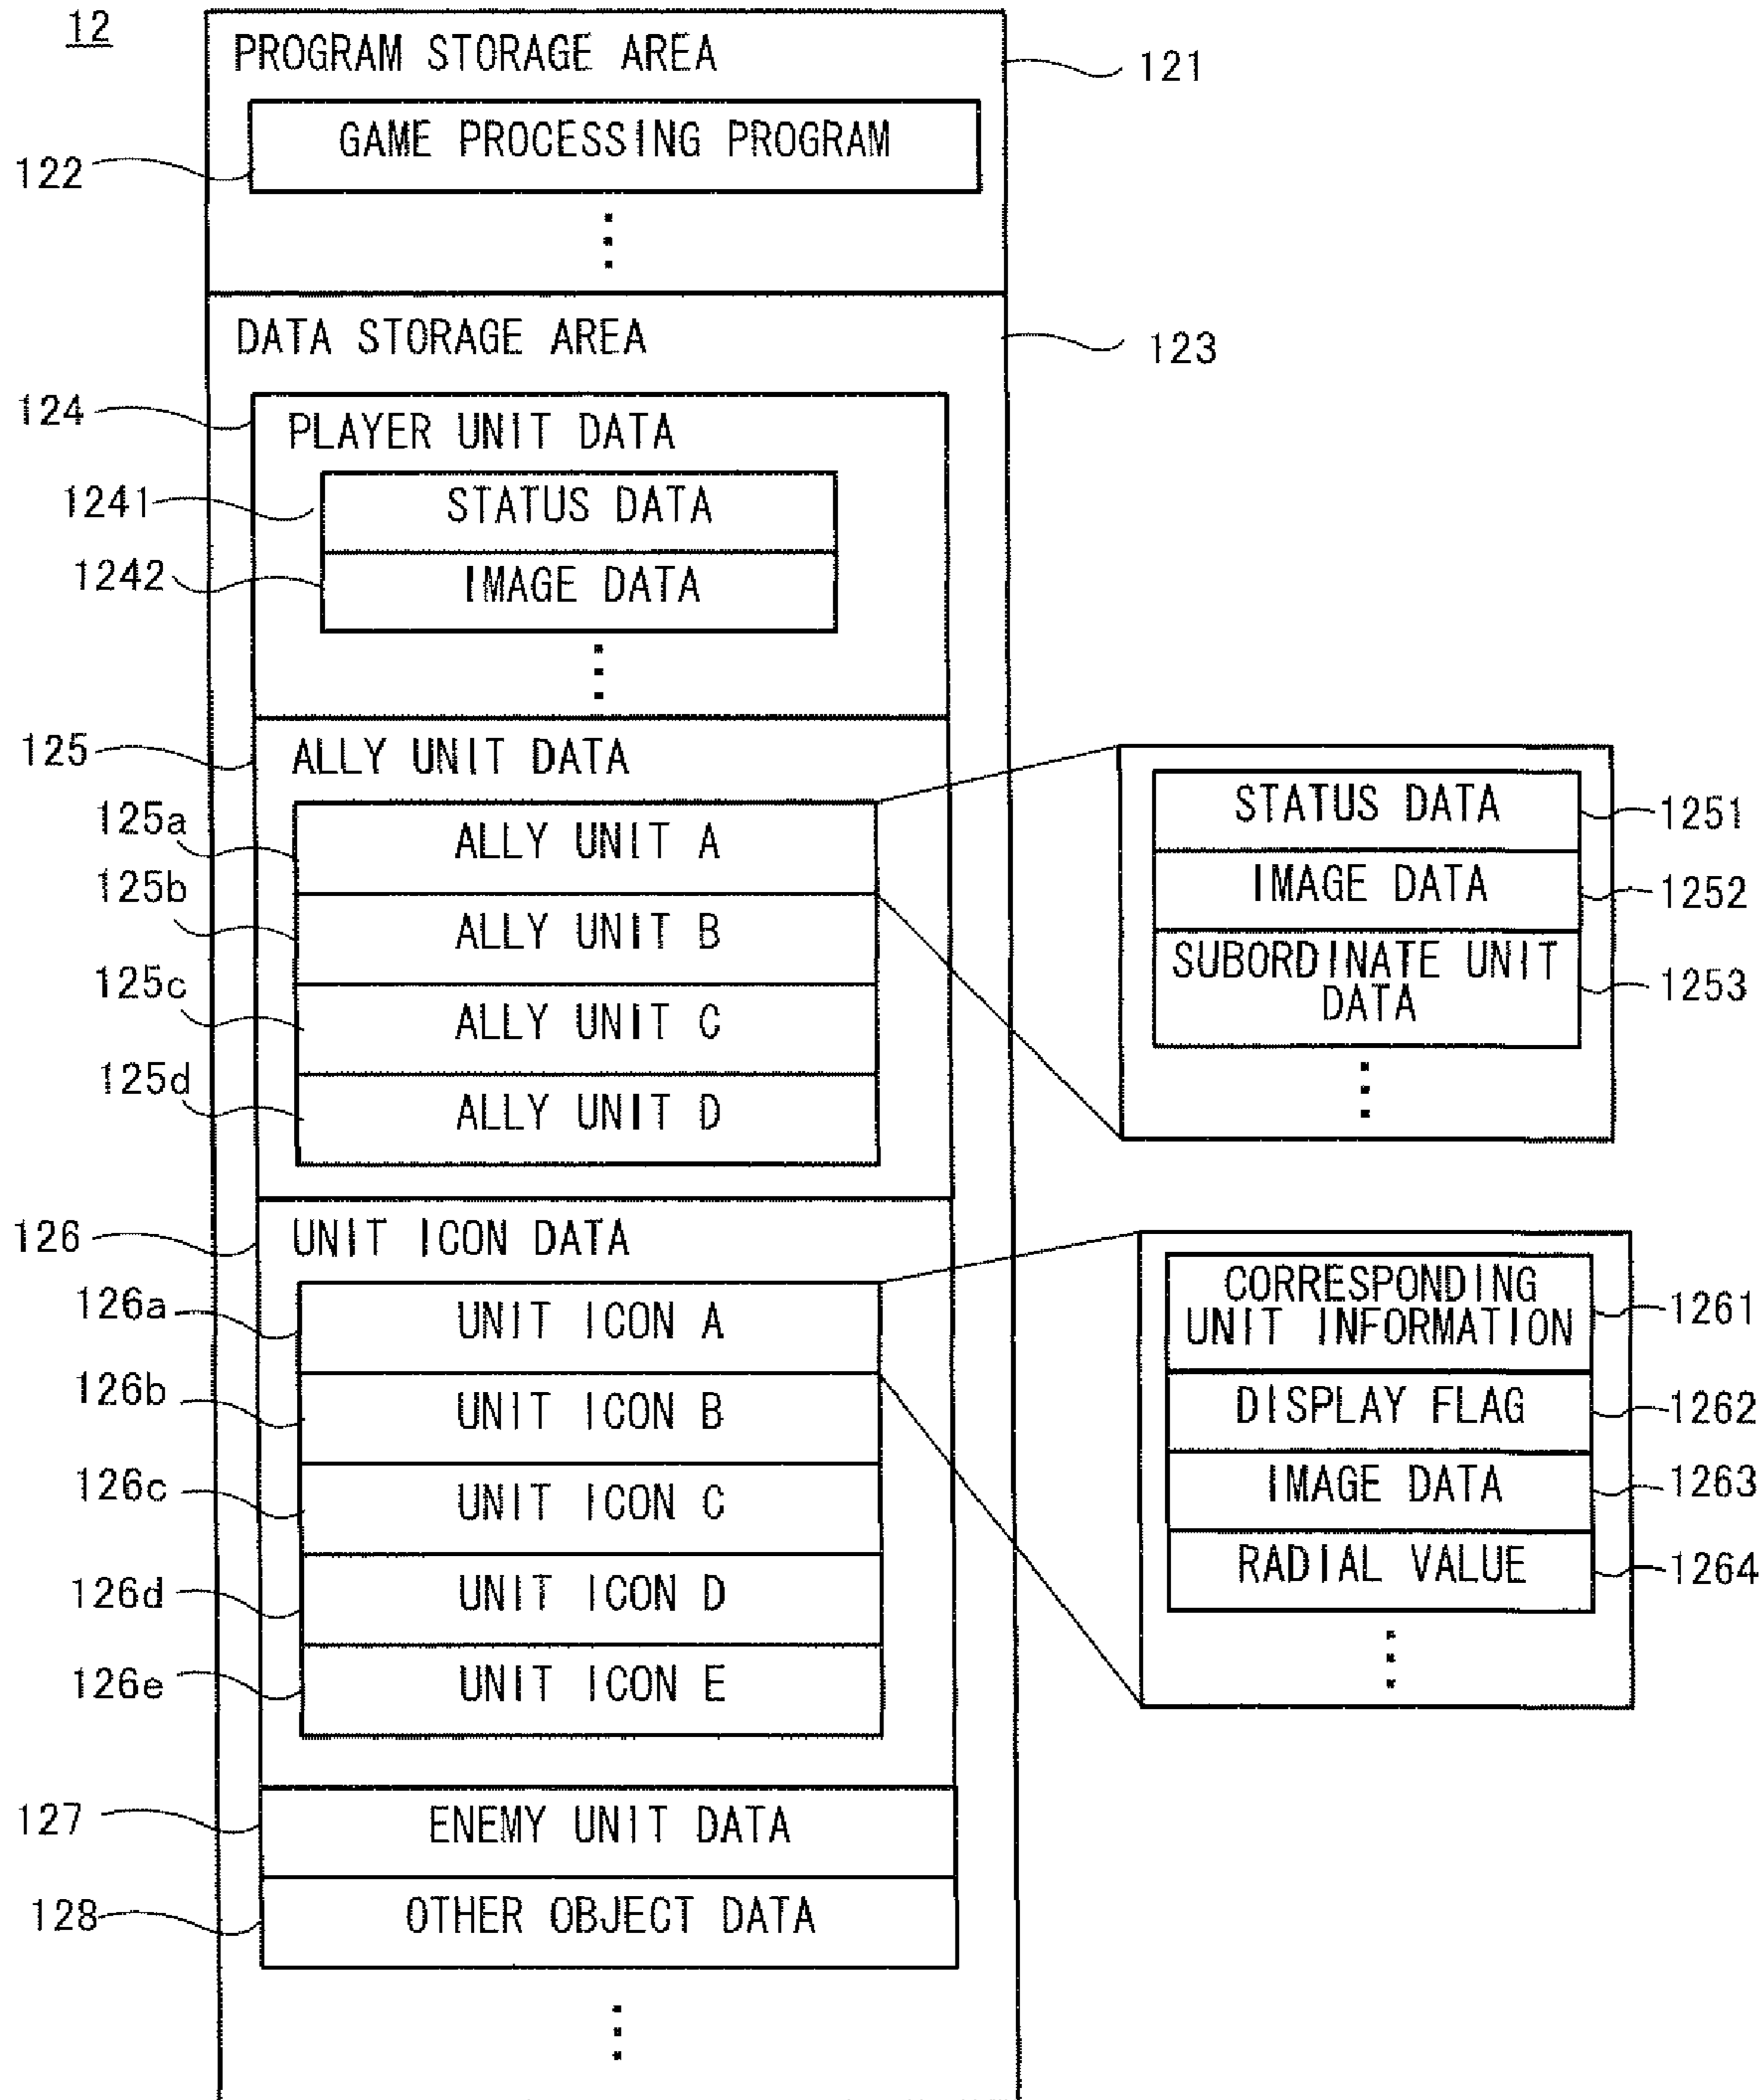 12
PROGRAM STORAGE AREA
121
GAME PROCESSING PROGRAM
122
DATA STORAGE AREA
123
124
PLAYER UNIT DATA
1241
STATUS DATA
1242
IMAGE DATA
125
ALLY UNIT DATA
125a
ALLY UNIT A
125b
ALLY UNIT B
125c
ALLY UNIT C
125d
ALLY UNIT D
STATUS DATA
1251
IMAGE DATA
1252
SUBORDINATE UNIT
DATA
1253
126
UNIT ICON DATA
126a
UNIT ICON A
126b
UNIT ICON B
126c
UNIT ICON C
126d
UNIT ICON D
126e
UNIT ICON E
CORRESPONDING
UNIT INFORMATION
1261
DISPLAY FLAG
1262
IMAGE DATA
1263
RADIAL VALUE
1264
127
ENEMY UNIT DATA
128
OTHER OBJECT DATA